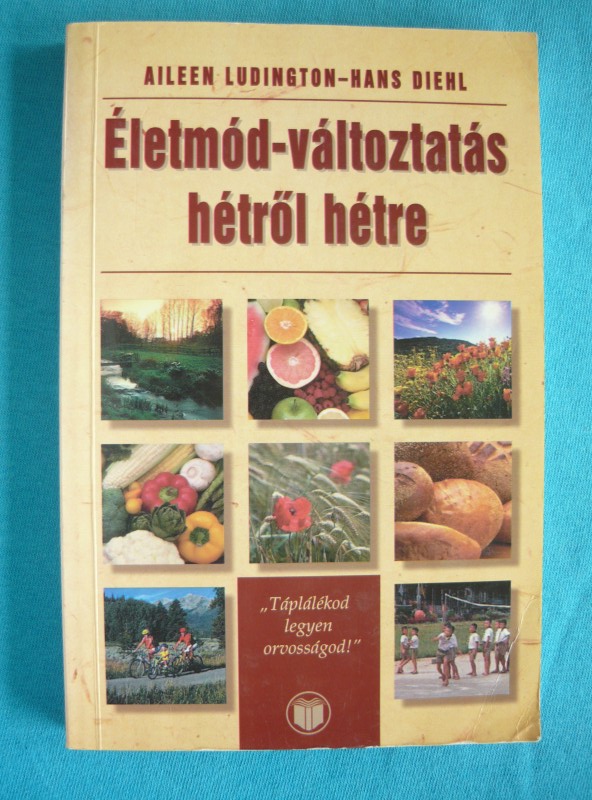 AILEEN LUDINGTON–HANS DIEHL
Életmód-változtatás
hétről hétre
„Táplálékod
legyen
orvosságod!”